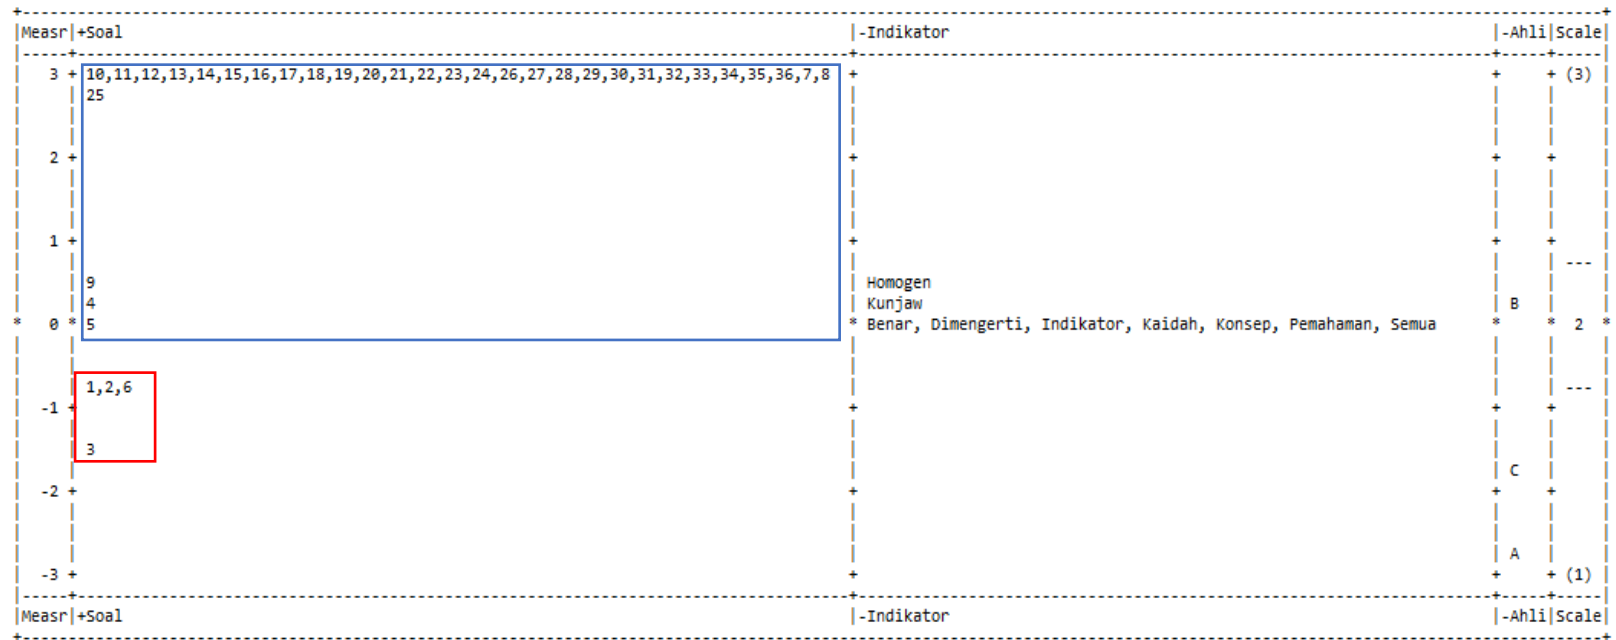 |Measr|+Soal |-Indikator |-Ahli|Scale|
3 + 10,11,12,13,14,15,16,17,18,19,20,21,22,23,24,26,27,28,29,30,31,32,33,34,35,36,7,8 + + + (3)
25
2 + + + +
1 + + + +
---
9 Homogen
4 Kunjaw B
* 0 * 5 * Benar, Dimengerti, Indikator, Kaidah, Konsep, Pemahaman, Semua * * 2 *
1,2,6 ---
-1 + + + +
3
C
-2 + + + +
A
-3 + + + + (1)
|Measr|+Soal |-Indikator |-Ahli|Scale|